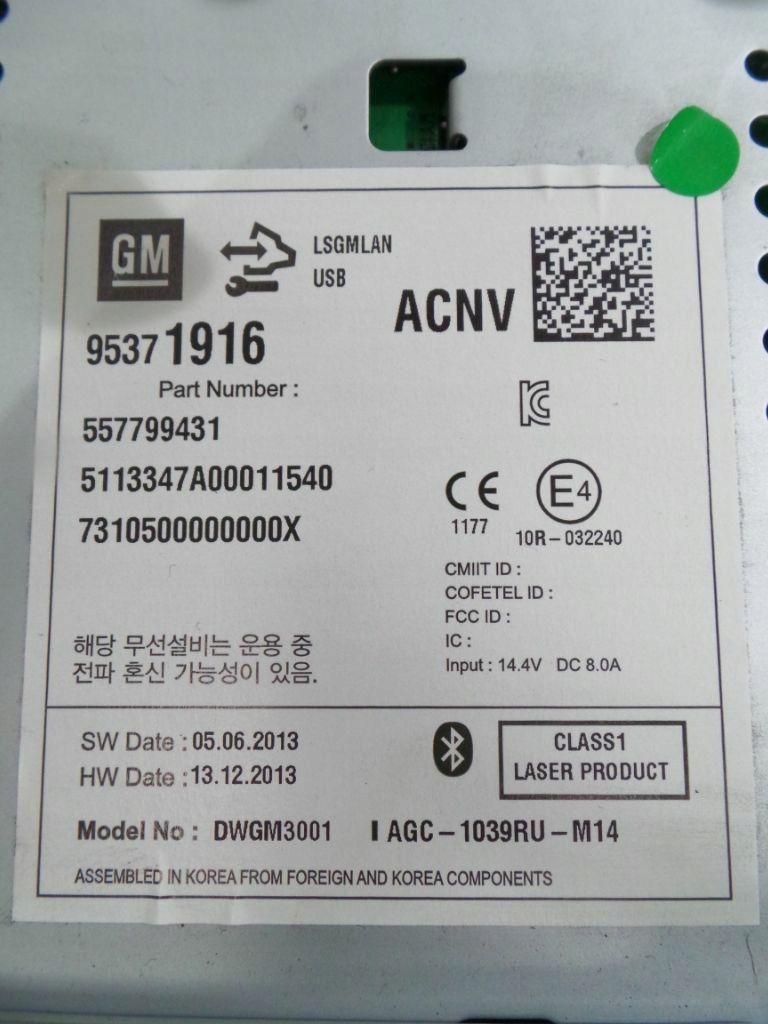 GM
LSGMLAN
USB
ACNV
95371916
Part Number :
557799431
5113347A00011540
7310500000000X
CE
1177
E4
10R-032240
CMIIT ID :
COFETEL ID :
FCC ID :
IC :
Input : 14.4V DC 8.0A
해당 무선설비는 운용 중
전파 혼신 가능성이 있음.
SW Date : 05.06.2013
HW Date : 13.12.2013
CLASS1
LASER PRODUCT
Model No : DWGM3001 I AGC-1039RU-M14
ASSEMBLED IN KOREA FROM FOREIGN AND KOREA COMPONENTS